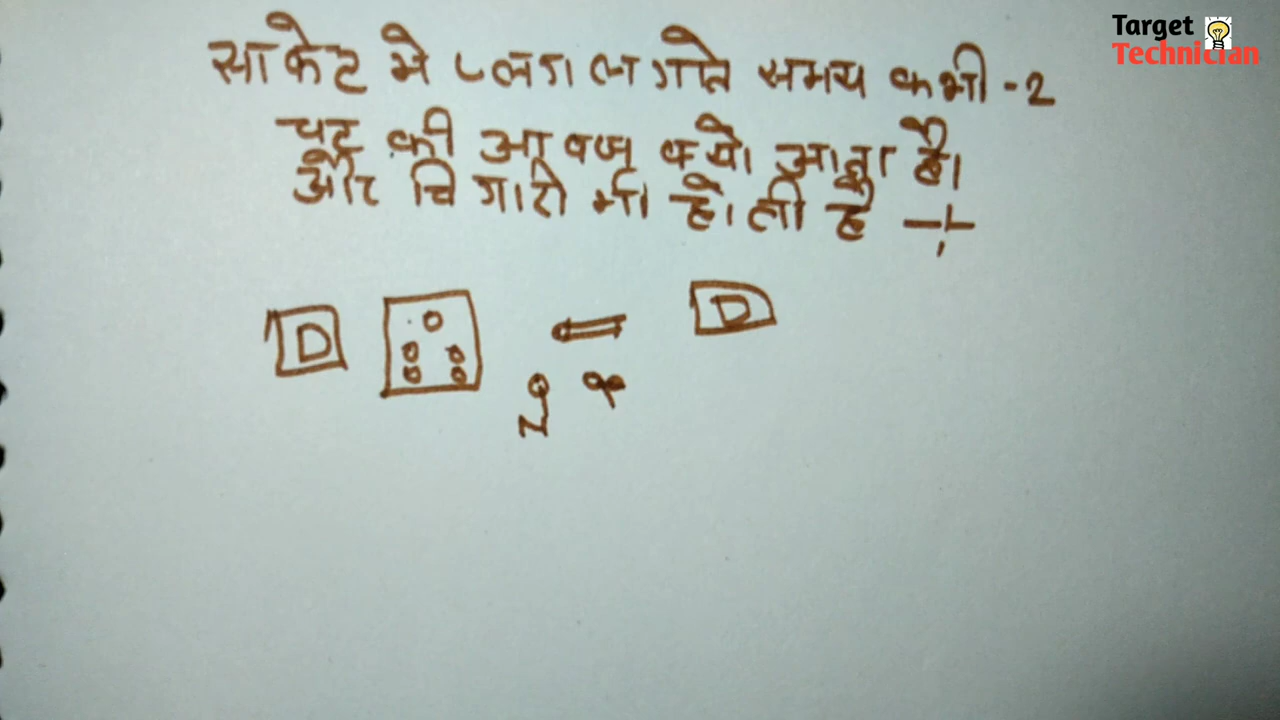 Target
Technician
साकेट मे प्लग लगाते समय कभी-2
चट की आवाज क्यो आता है।
और चिगारी भी होती है -
D D
N P